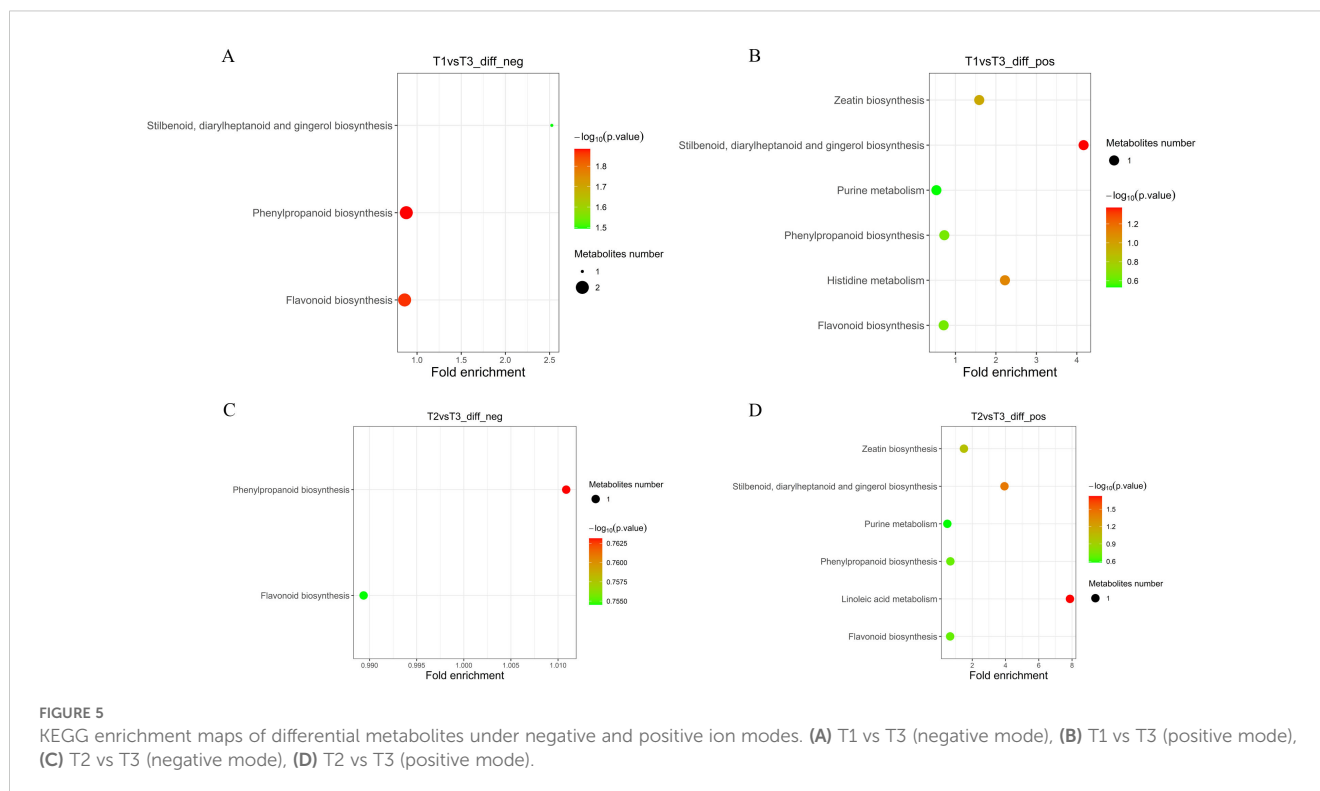 A
T1vsT3_diff_neg
Stilbenoid, diarylheptanoid and gingerol biosynthesis
Phenylpropanoid biosynthesis
Flavonoid biosynthesis
1.0 1.5 2.0 2.5
Fold enrichment
−log10(p.value)
1.8
1.7
1.6
1.5
Metabolites number
1
2
B
T1vsT3_diff_pos
Zeatin biosynthesis
Stilbenoid, diarylheptanoid and gingerol biosynthesis
Purine metabolism
Phenylpropanoid biosynthesis
Histidine metabolism
Flavonoid biosynthesis
1 2 3 4
Fold enrichment
Metabolites number
1
−log10(p.value)
1.2
1.0
0.8
0.6
C
T2vsT3_diff_neg
Phenylpropanoid biosynthesis
Flavonoid biosynthesis
0.990 0.995 1.000 1.005 1.010
Fold enrichment
Metabolites number
1
−log10(p.value)
0.7625
0.7600
0.7575
0.7550
D
T2vsT3_diff_pos
Zeatin biosynthesis
Stilbenoid, diarylheptanoid and gingerol biosynthesis
Purine metabolism
Phenylpropanoid biosynthesis
Linoleic acid metabolism
Flavonoid biosynthesis
2 4 6 8
Fold enrichment
−log10(p.value)
1.5
1.2
0.9
0.6
Metabolites number
1
FIGURE 5
KEGG enrichment maps of differential metabolites under negative and positive ion modes. (A) T1 vs T3 (negative mode), (B) T1 vs T3 (positive mode),
(C) T2 vs T3 (negative mode), (D) T2 vs T3 (positive mode).